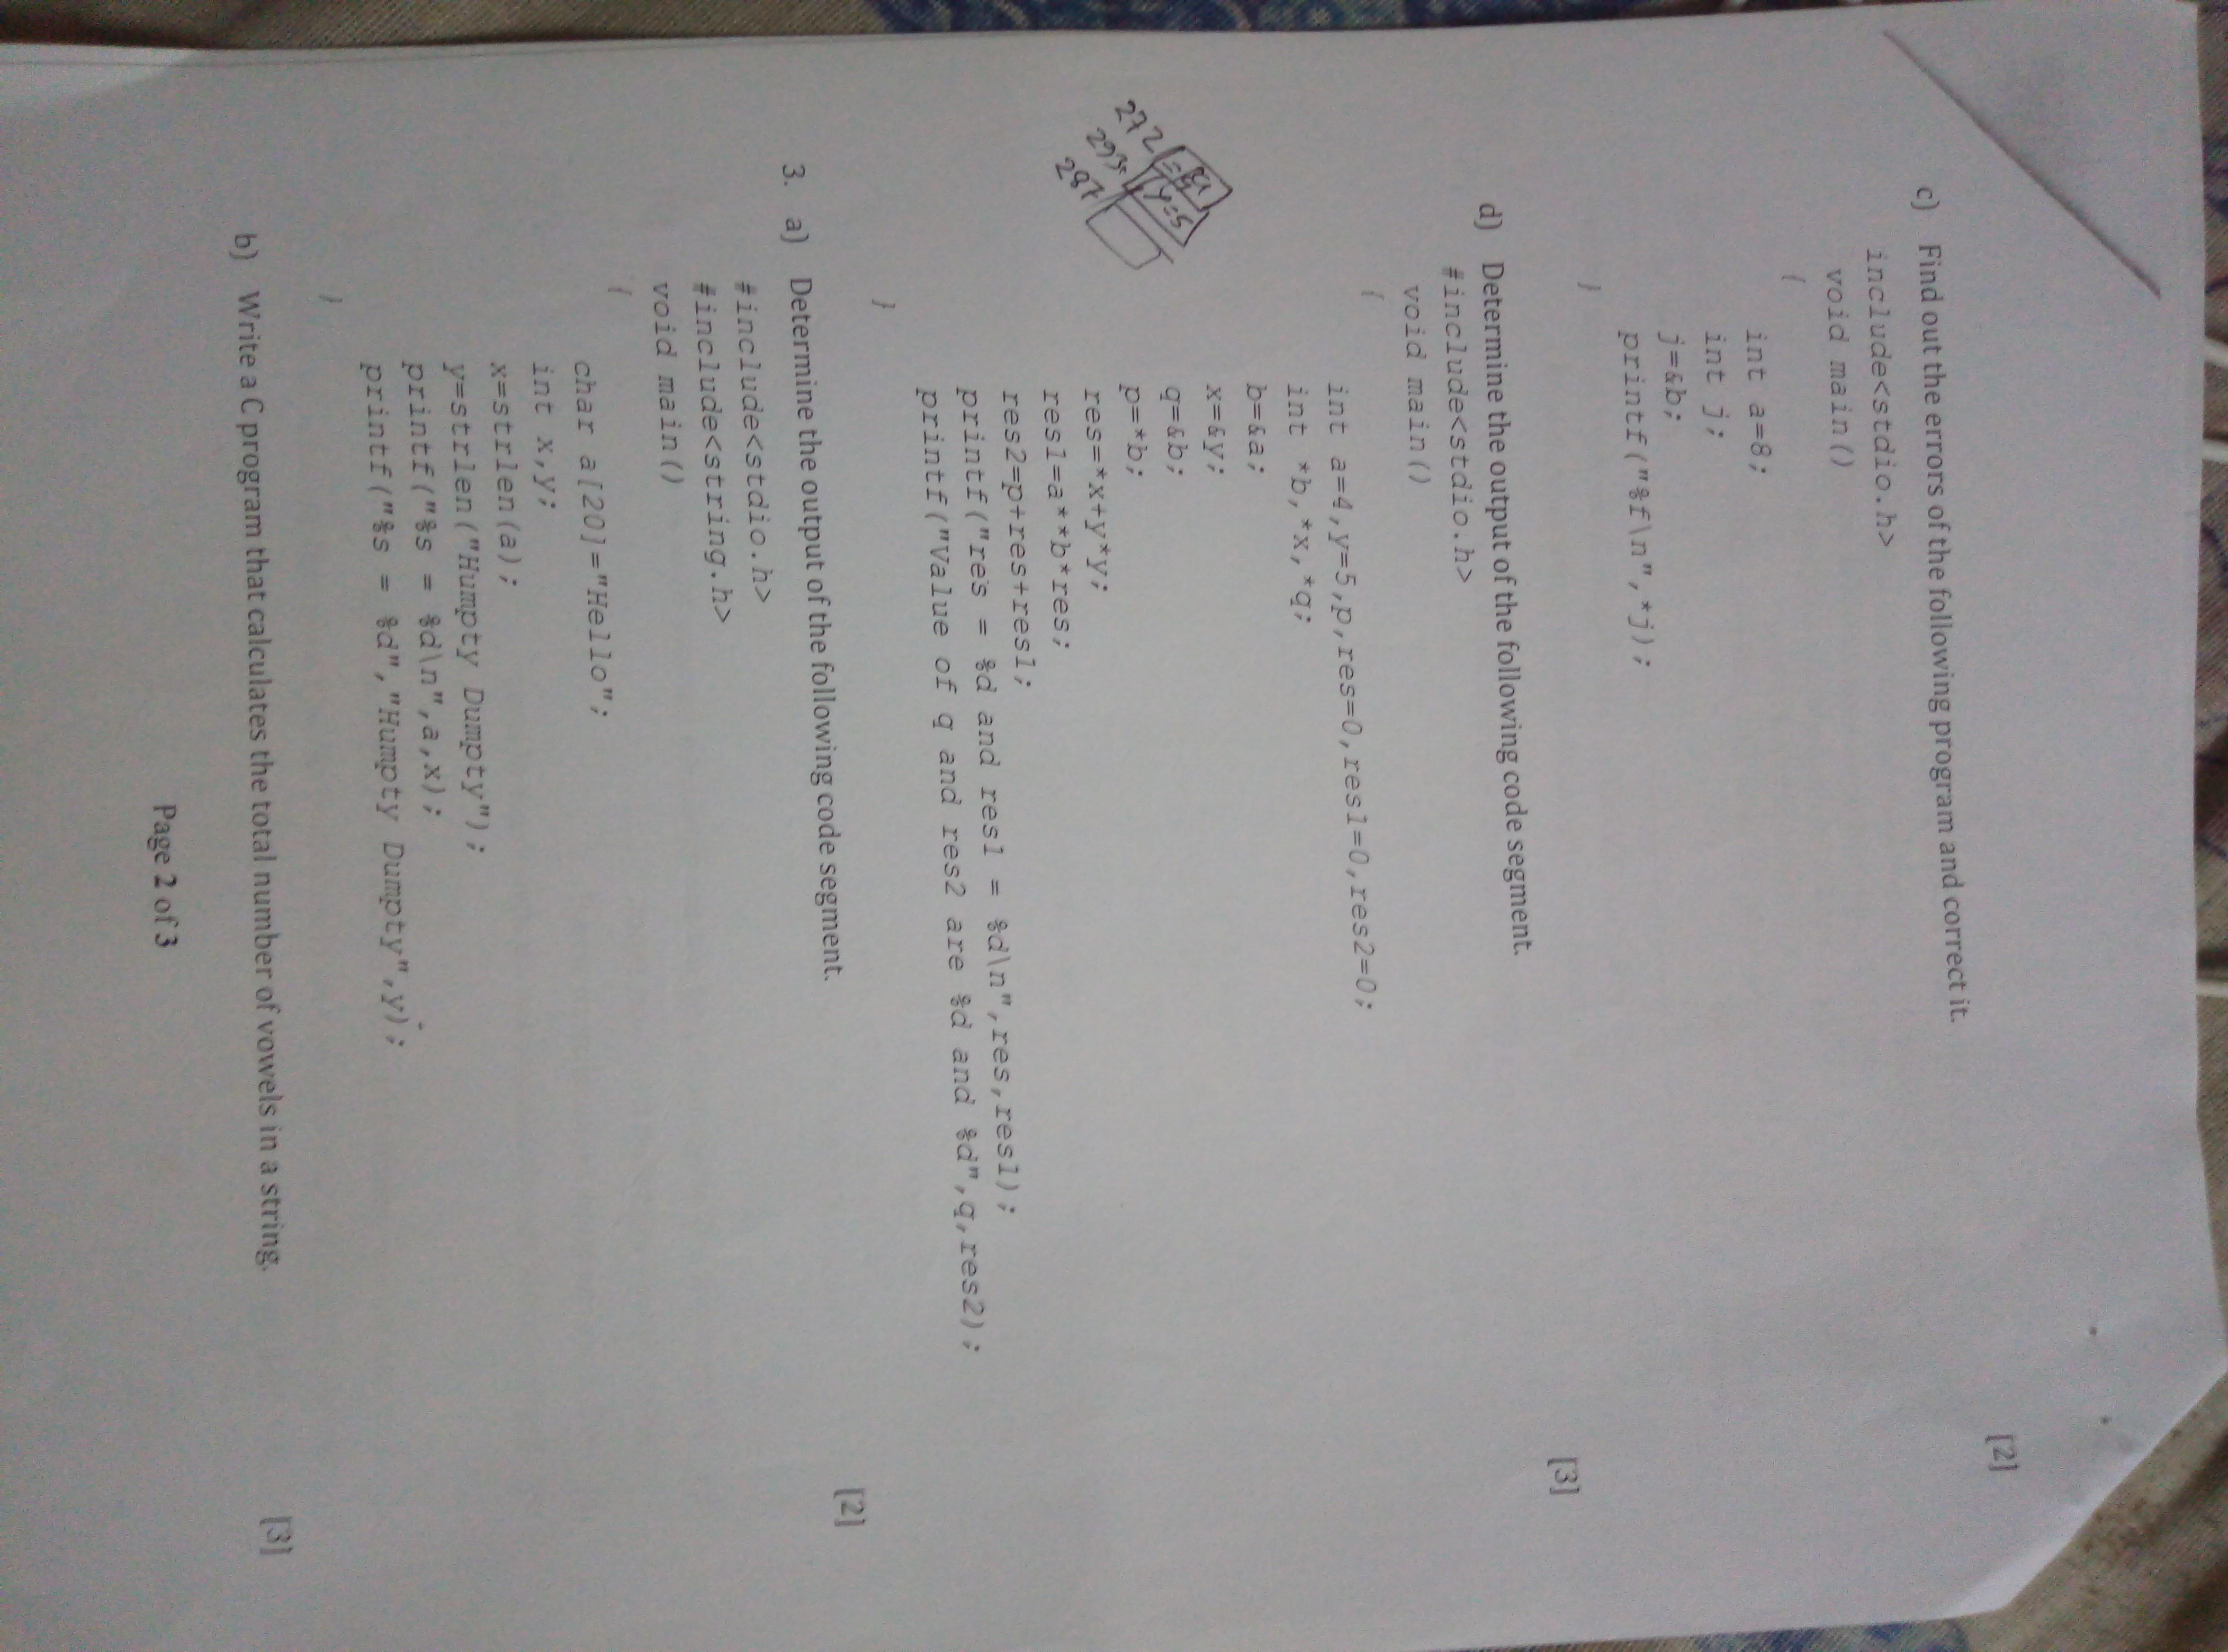 c) Find out the errors of the following program and correct it. [2]
include<stdio.h>
void main()
{
int a=8;
int j;
j=&b;
printf("%f\n",*j);
}
d) Determine the output of the following code segment. [3]
#include<stdio.h>
void main()
{
int a=4,y=5,p,res=0,res1=0,res2=0;
int *b,*x,*q;
b=&a;
x=&y;
q=&b;
p=*b;
res=*x+y*y;
res1=a**b*res;
res2=p+res+res1;
printf("res = %d and res1 = %d\n",res,res1);
printf("Value of q and res2 are %d and %d",q,res2);
}
272
y=5
287
3. a) Determine the output of the following code segment. [2]
#include<stdio.h>
#include<string.h>
void main()
{
char a[20]="Hello";
int x,y;
x=strlen(a);
y=strlen("Humpty Dumpty");
printf("%s = %d\n",a,x);
printf("%s = %d","Humpty Dumpty",y);
}
b) Write a C program that calculates the total number of vowels in a string. [3]
Page 2 of 3